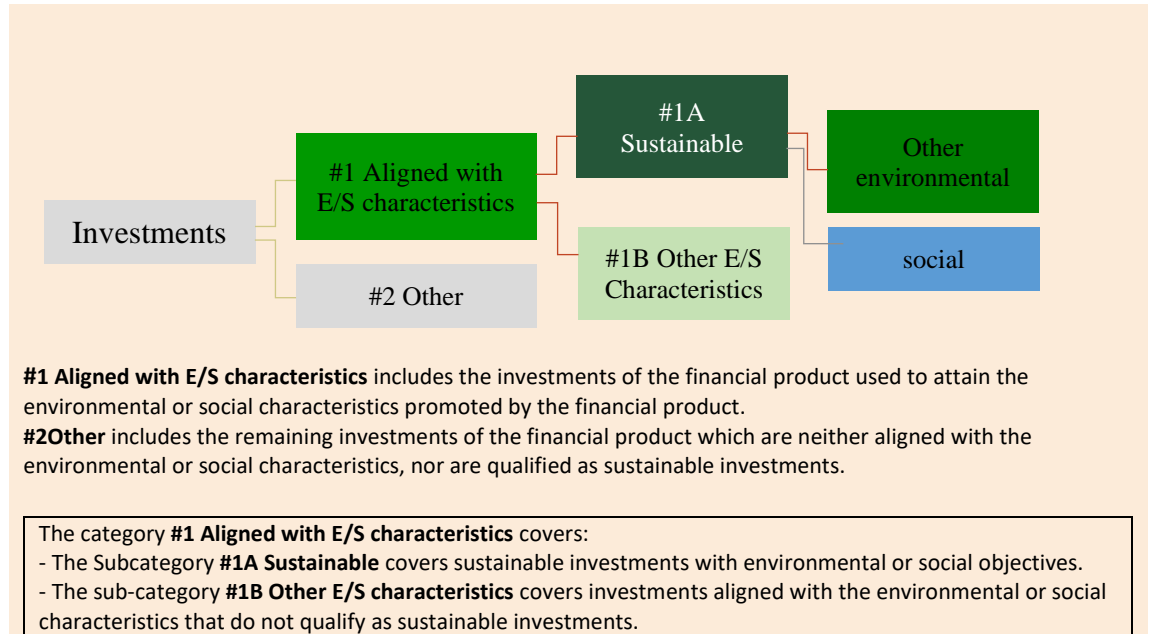 #1A
Sustainable
Other
environmental
#1 Aligned with
E/S characteristics
Investments
#1B Other E/S
Characteristics
social
#2 Other
#1 Aligned with E/S characteristics includes the investments of the financial product used to attain the
environmental or social characteristics promoted by the financial product.
#2Other includes the remaining investments of the financial product which are neither aligned with the
environmental or social characteristics, nor are qualified as sustainable investments.
The category #1 Aligned with E/S characteristics covers:
- The Subcategory #1A Sustainable covers sustainable investments with environmental or social objectives.
- The sub-category #1B Other E/S characteristics covers investments aligned with the environmental or social
characteristics that do not qualify as sustainable investments.